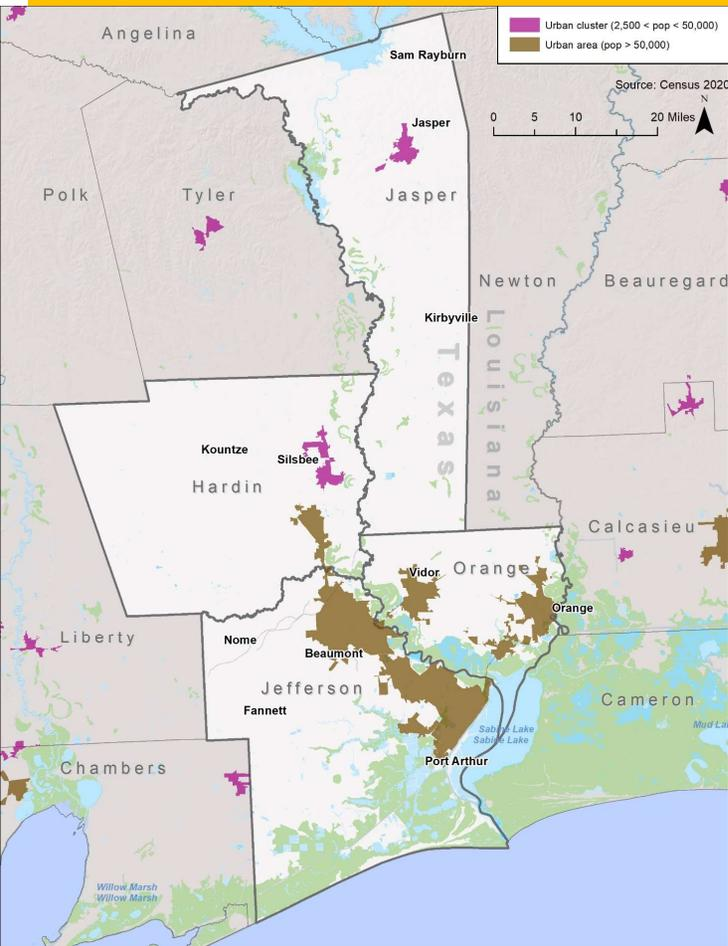 Urban cluster (2,500 < pop < 50,000)
Urban area (pop > 50,000)
Source: Census 2020
N
0 5 10 20 Miles
Angelina
Sam Rayburn
Jasper
Polk
Tyler
Jasper
Newton
Beauregard
Kirbyville
Texas
Louisiana
Kountze
Silsbee
Hardin
Calcasieu
Vidor
Orange
Orange
Liberty
Nome
Beaumont
Jefferson
Fannett
Cameron
Sabine Lake
Sabine Lake
Port Arthur
Chambers
Willow Marsh
Willow Marsh